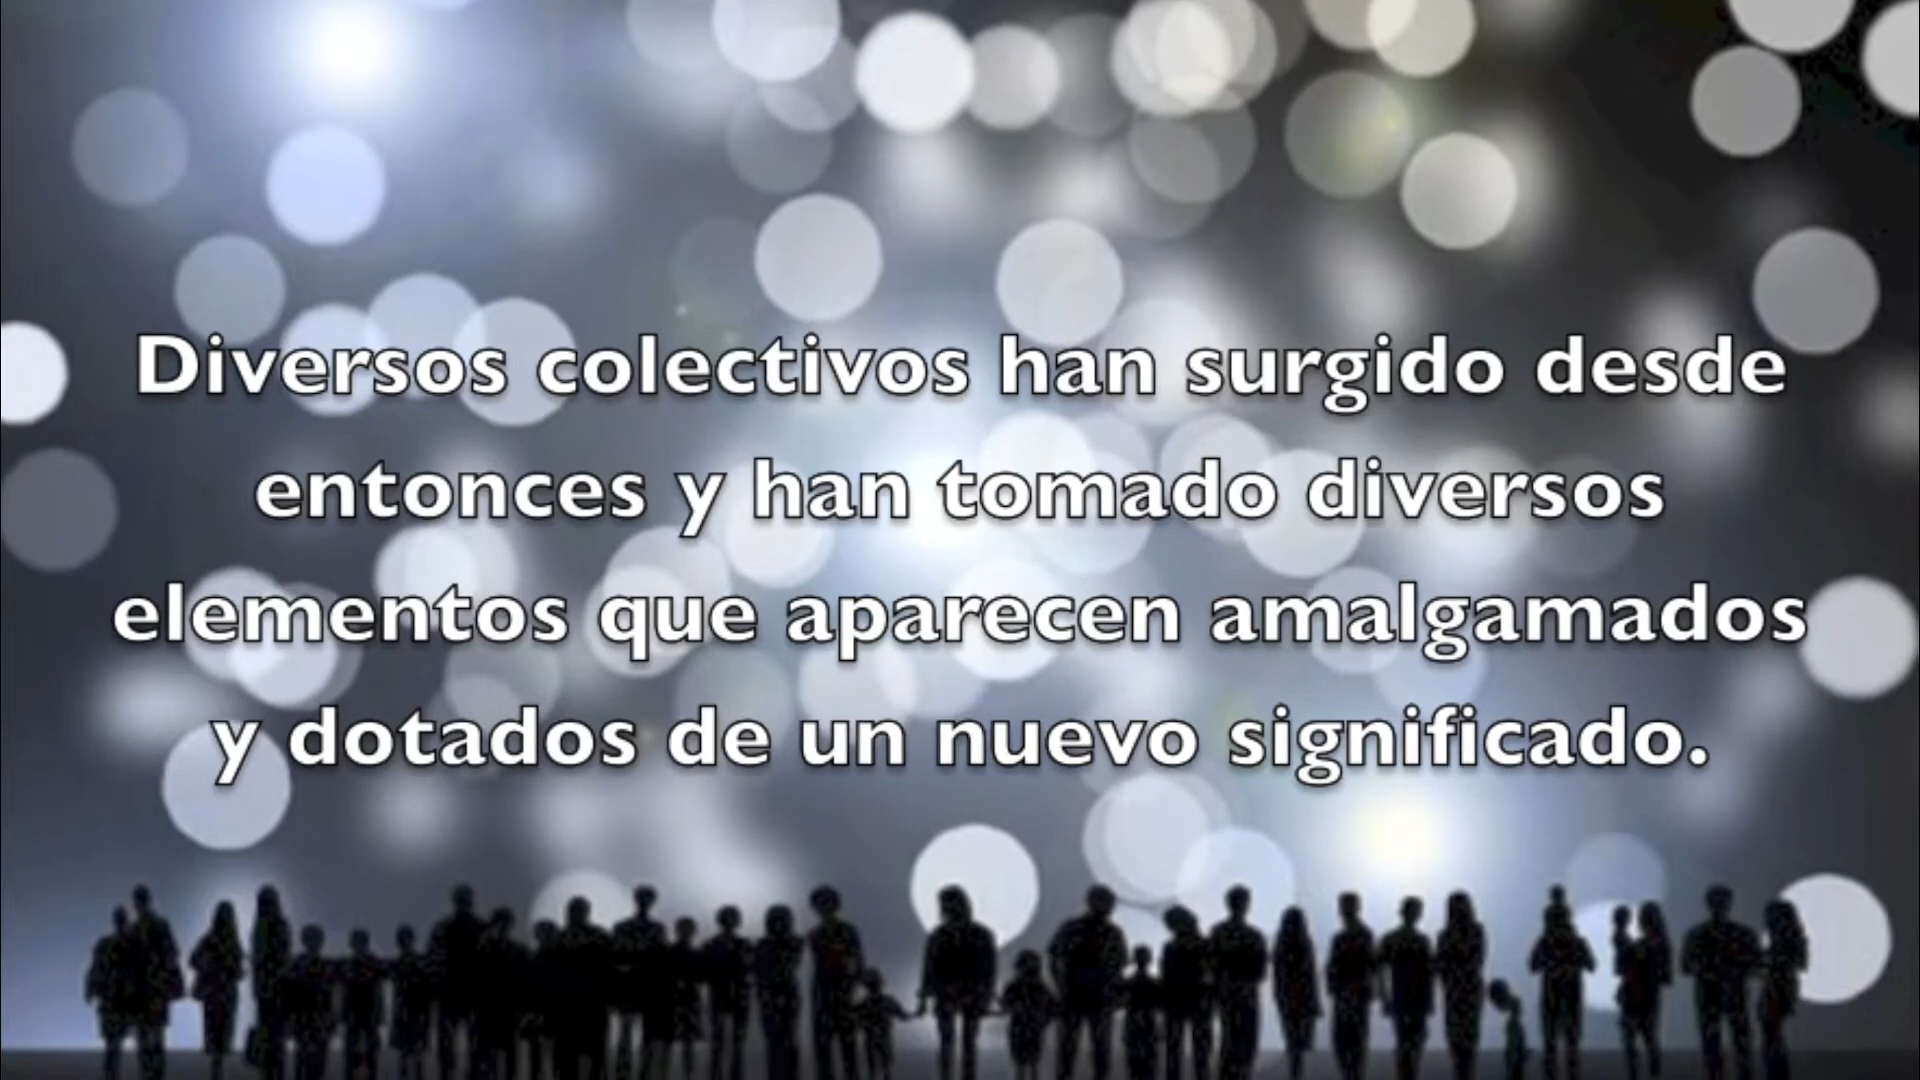 Diversos colectivos han surgido desde
entonces y han tomado diversos
elementos que aparecen amalgamados
y dotados de un nuevo significado.